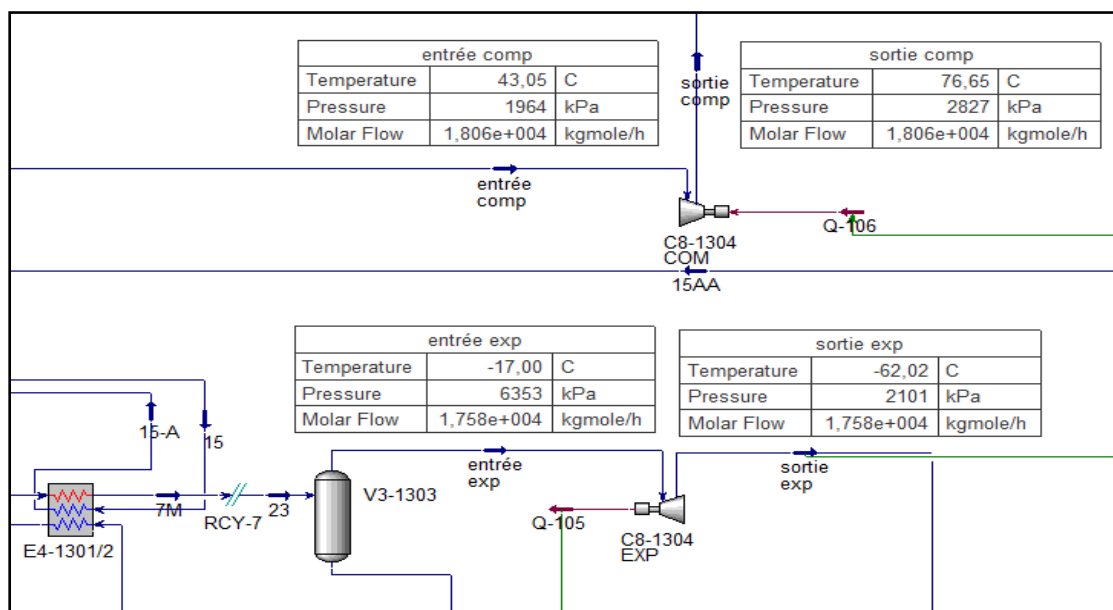 entrée comp
Temperature 43,05 C
Pressure 1964 kPa
Molar Flow 1,806e+004 kgmole/h
sortie comp
Temperature 76,65 C
Pressure 2827 kPa
Molar Flow 1,806e+004 kgmole/h
sortie
comp
entrée
comp
Q-106
C8-1304
COM
15AA
entrée exp
Temperature -17,00 C
Pressure 6353 kPa
Molar Flow 1,758e+004 kgmole/h
sortie exp
Temperature -62,02 C
Pressure 2101 kPa
Molar Flow 1,758e+004 kgmole/h
15-A
15
entrée
exp
sortie
exp
V3-1303
7M
RCY-7
23
Q-105
C8-1304
EXP
E4-1301/2